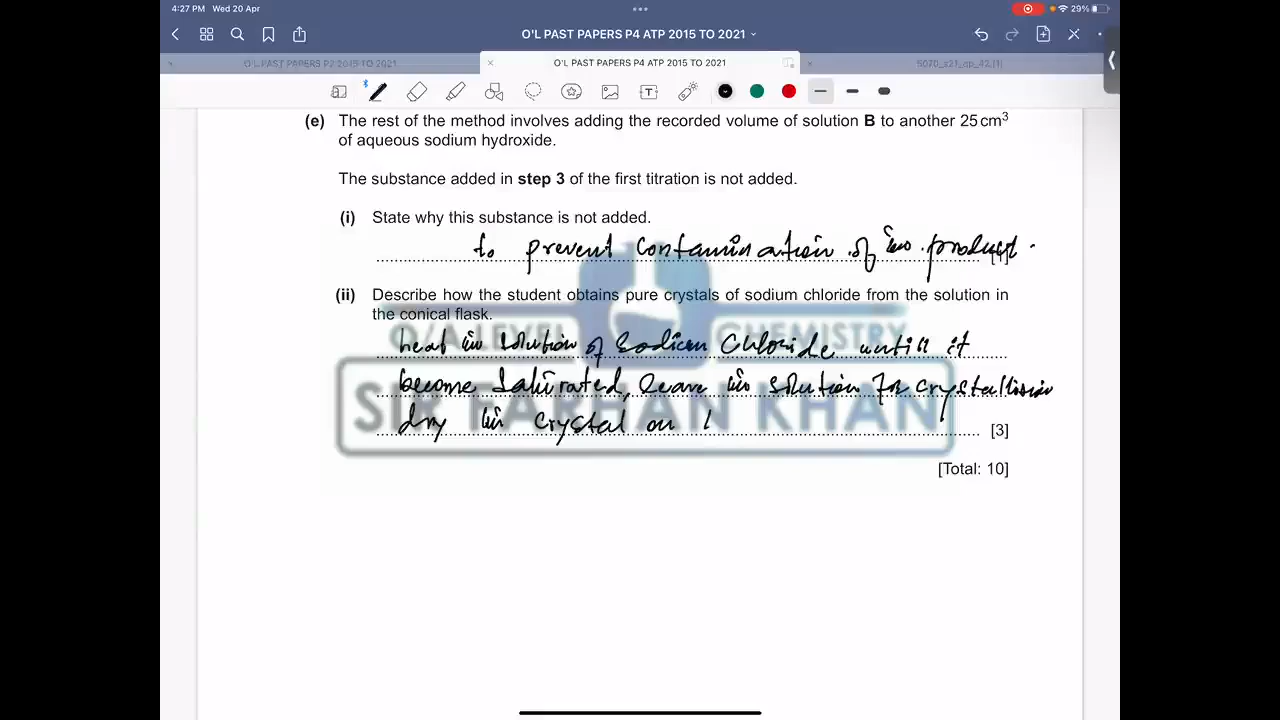 4:27 PM Wed 20 Apr
29%
O'L PAST PAPERS P4 ATP 2015 TO 2021
O'L PAST PAPERS P2 2015 TO 2021
O'L PAST PAPERS P4 ATP 2015 TO 2021
5070_s21_qp_42 (1)
(e) The rest of the method involves adding the recorded volume of solution B to another 25 cm³
of aqueous sodium hydroxide.
The substance added in step 3 of the first titration is not added.
(i) State why this substance is not added.
to prevent contamination of the product. [1]
(ii) Describe how the student obtains pure crystals of sodium chloride from the solution in
the conical flask.
O/A LEVEL CHEMISTRY
heat the solution of Sodium Chloride until it
become saturated, leave the solution for crystallision
SIR FARHAN KHAN
dry the crystal on
[3]
[Total: 10]